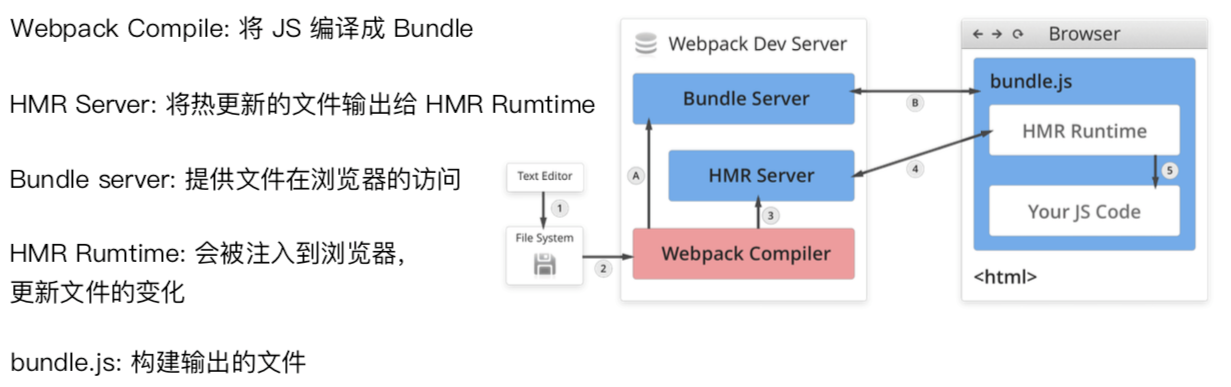 Webpack Compile: 将 JS 编译成 Bundle
HMR Server: 将热更新的文件输出给 HMR Rumtime
Bundle server: 提供文件在浏览器的访问
HMR Rumtime: 会被注入到浏览器,
更新文件的变化
bundle.js: 构建输出的文件
Text Editor
1
File System
2
Webpack Dev Server
Bundle Server
A
HMR Server
3
Webpack Compiler
B
4
Browser
bundle.js
HMR Runtime
5
Your JS Code
<html>